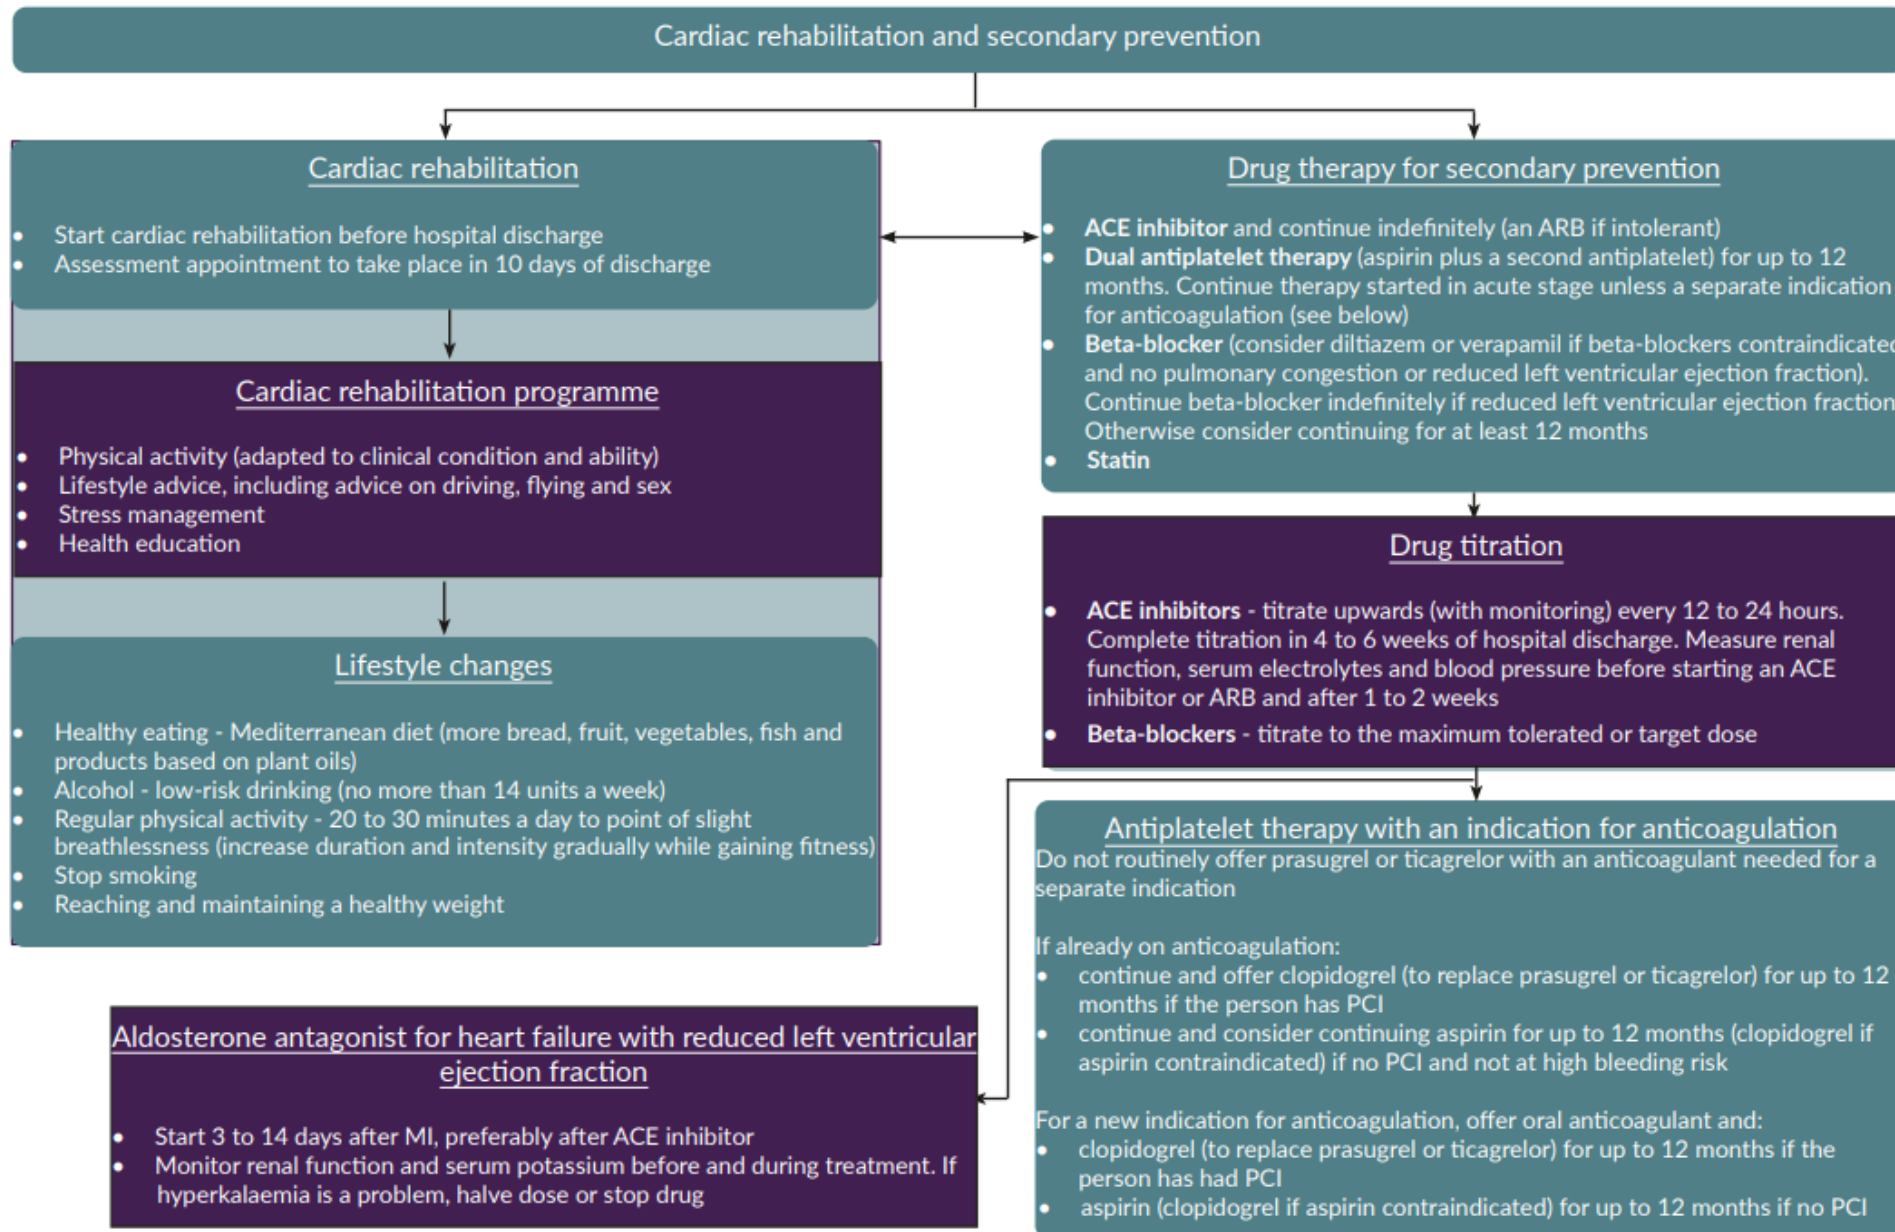 Cardiac rehabilitation and secondary prevention
Cardiac rehabilitation
• Start cardiac rehabilitation before hospital discharge
• Assessment appointment to take place in 10 days of discharge
Cardiac rehabilitation programme
• Physical activity (adapted to clinical condition and ability)
• Lifestyle advice, including advice on driving, flying and sex
• Stress management
• Health education
Lifestyle changes
• Healthy eating - Mediterranean diet (more bread, fruit, vegetables, fish and
products based on plant oils)
• Alcohol - low-risk drinking (no more than 14 units a week)
• Regular physical activity - 20 to 30 minutes a day to point of slight
breathlessness (increase duration and intensity gradually while gaining fitness)
• Stop smoking
• Reaching and maintaining a healthy weight
Drug therapy for secondary prevention
• ACE inhibitor and continue indefinitely (an ARB if intolerant)
• Dual antiplatelet therapy (aspirin plus a second antiplatelet) for up to 12
months. Continue therapy started in acute stage unless a separate indication
for anticoagulation (see below)
• Beta-blocker (consider diltiazem or verapamil if beta-blockers contraindicated
and no pulmonary congestion or reduced left ventricular ejection fraction).
Continue beta-blocker indefinitely if reduced left ventricular ejection fraction
Otherwise consider continuing for at least 12 months
• Statin
Drug titration
• ACE inhibitors - titrate upwards (with monitoring) every 12 to 24 hours.
Complete titration in 4 to 6 weeks of hospital discharge. Measure renal
function, serum electrolytes and blood pressure before starting an ACE
inhibitor or ARB and after 1 to 2 weeks
• Beta-blockers - titrate to the maximum tolerated or target dose
Antiplatelet therapy with an indication for anticoagulation
Do not routinely offer prasugrel or ticagrelor with an anticoagulant needed for a
separate indication
If already on anticoagulation:
• continue and offer clopidogrel (to replace prasugrel or ticagrelor) for up to 12
months if the person has PCI
• continue and consider continuing aspirin for up to 12 months (clopidogrel if
aspirin contraindicated) if no PCI and not at high bleeding risk
For a new indication for anticoagulation, offer oral anticoagulant and:
• clopidogrel (to replace prasugrel or ticagrelor) for up to 12 months if the
person has had PCI
• aspirin (clopidogrel if aspirin contraindicated) for up to 12 months if no PCI
Aldosterone antagonist for heart failure with reduced left ventricular
ejection fraction
• Start 3 to 14 days after MI, preferably after ACE inhibitor
• Monitor renal function and serum potassium before and during treatment. If
hyperkalaemia is a problem, halve dose or stop drug